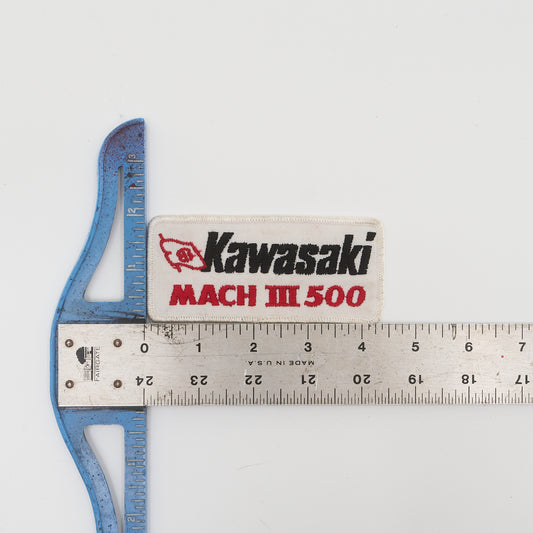 Kawasaki
MACH III 500
0 1 2 3 4 5 6 7
MADE IN U.S.A
FAIRGATE
24 23 22 21 20 19 18 17